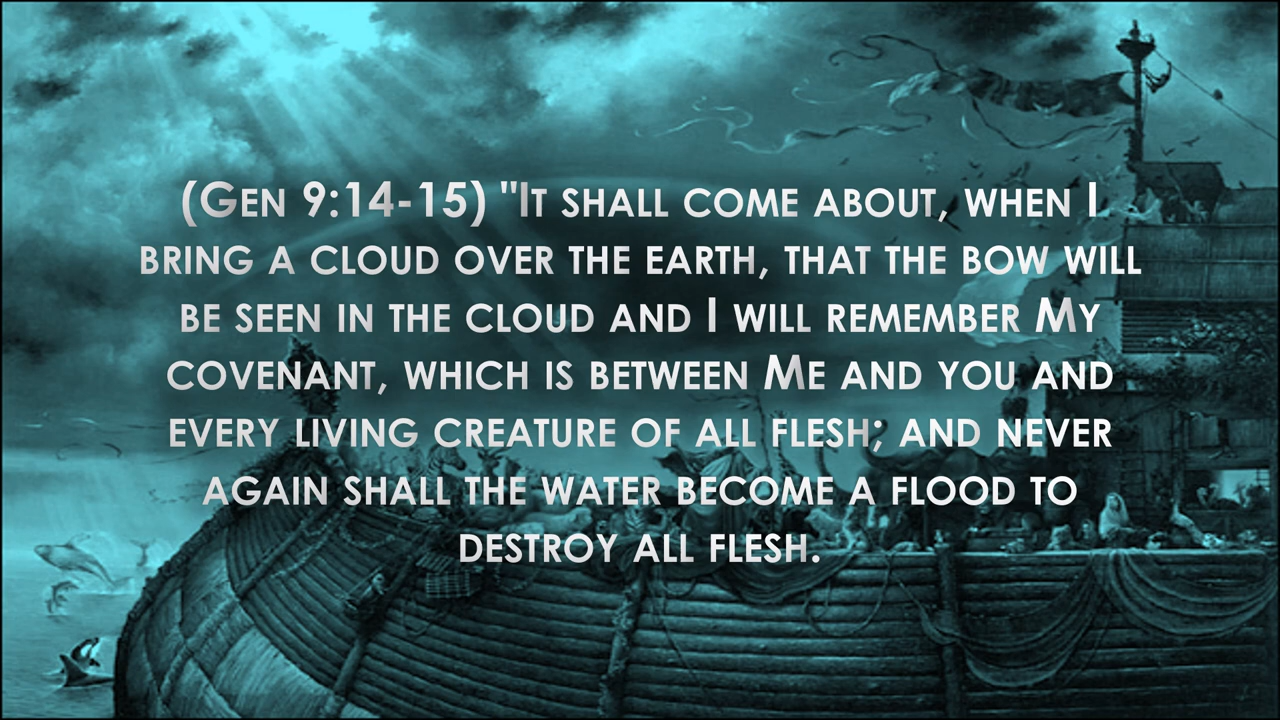 (Gen 9:14-15) "It shall come about, when I
bring a cloud over the earth, that the bow will
be seen in the cloud and I will remember My
covenant, which is between Me and you and
every living creature of all flesh; and never
again shall the water become a flood to
destroy all flesh.